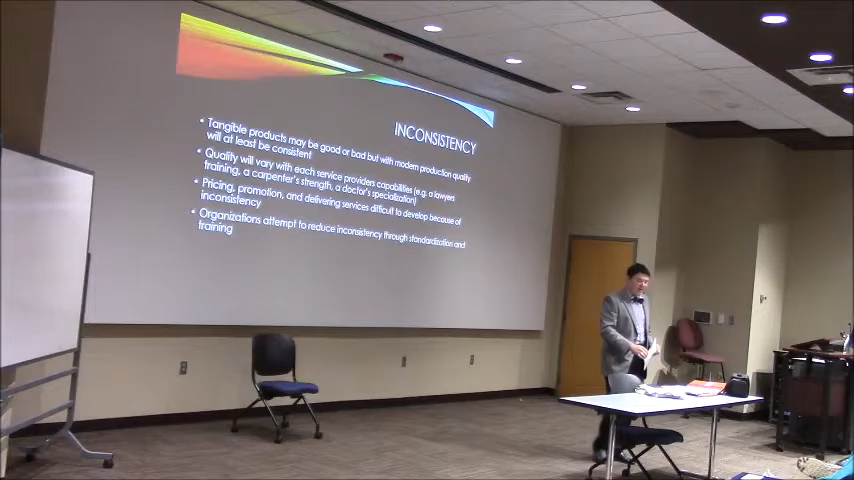 INCONSISTENCY
• Tangible products may be good or bad but with modern production quality
will at least be consistent
• Quality will vary with each service providers capabilities (e.g. a lawyers
training, a carpenter's strength, a doctor's specialization)
• Pricing, promotion, and delivering services difficult to develop because of
inconsistency
• Organizations attempt to reduce inconsistency through standardization and
training